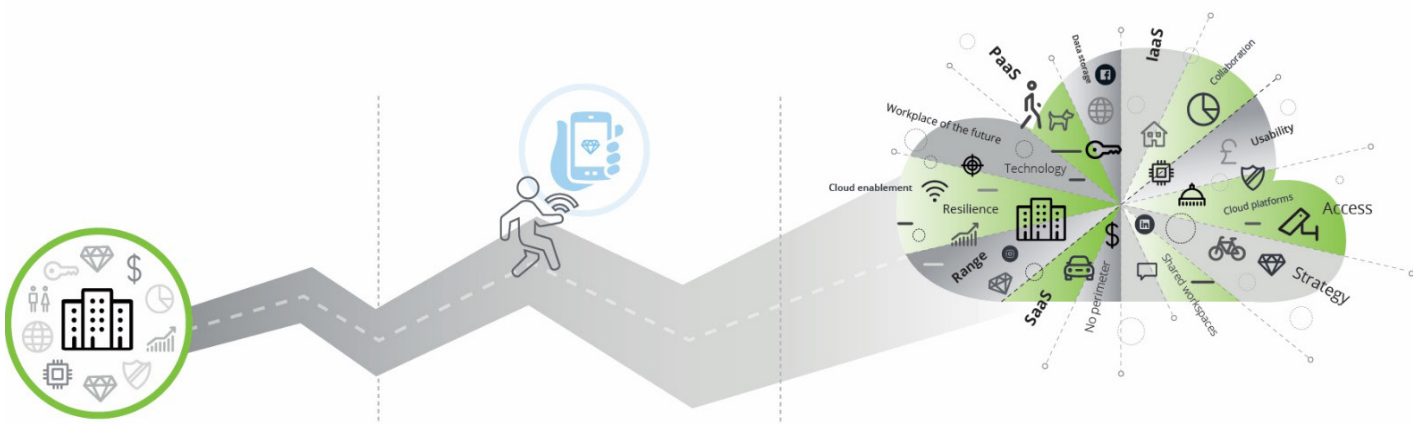 PaaS
Data storage
IaaS
Collaboration
Workplace of the future
Technology
Usability
Cloud enablement
Resilience
Cloud platforms
Access
Range
SaaS
No perimeter
Shared workspaces
Strategy